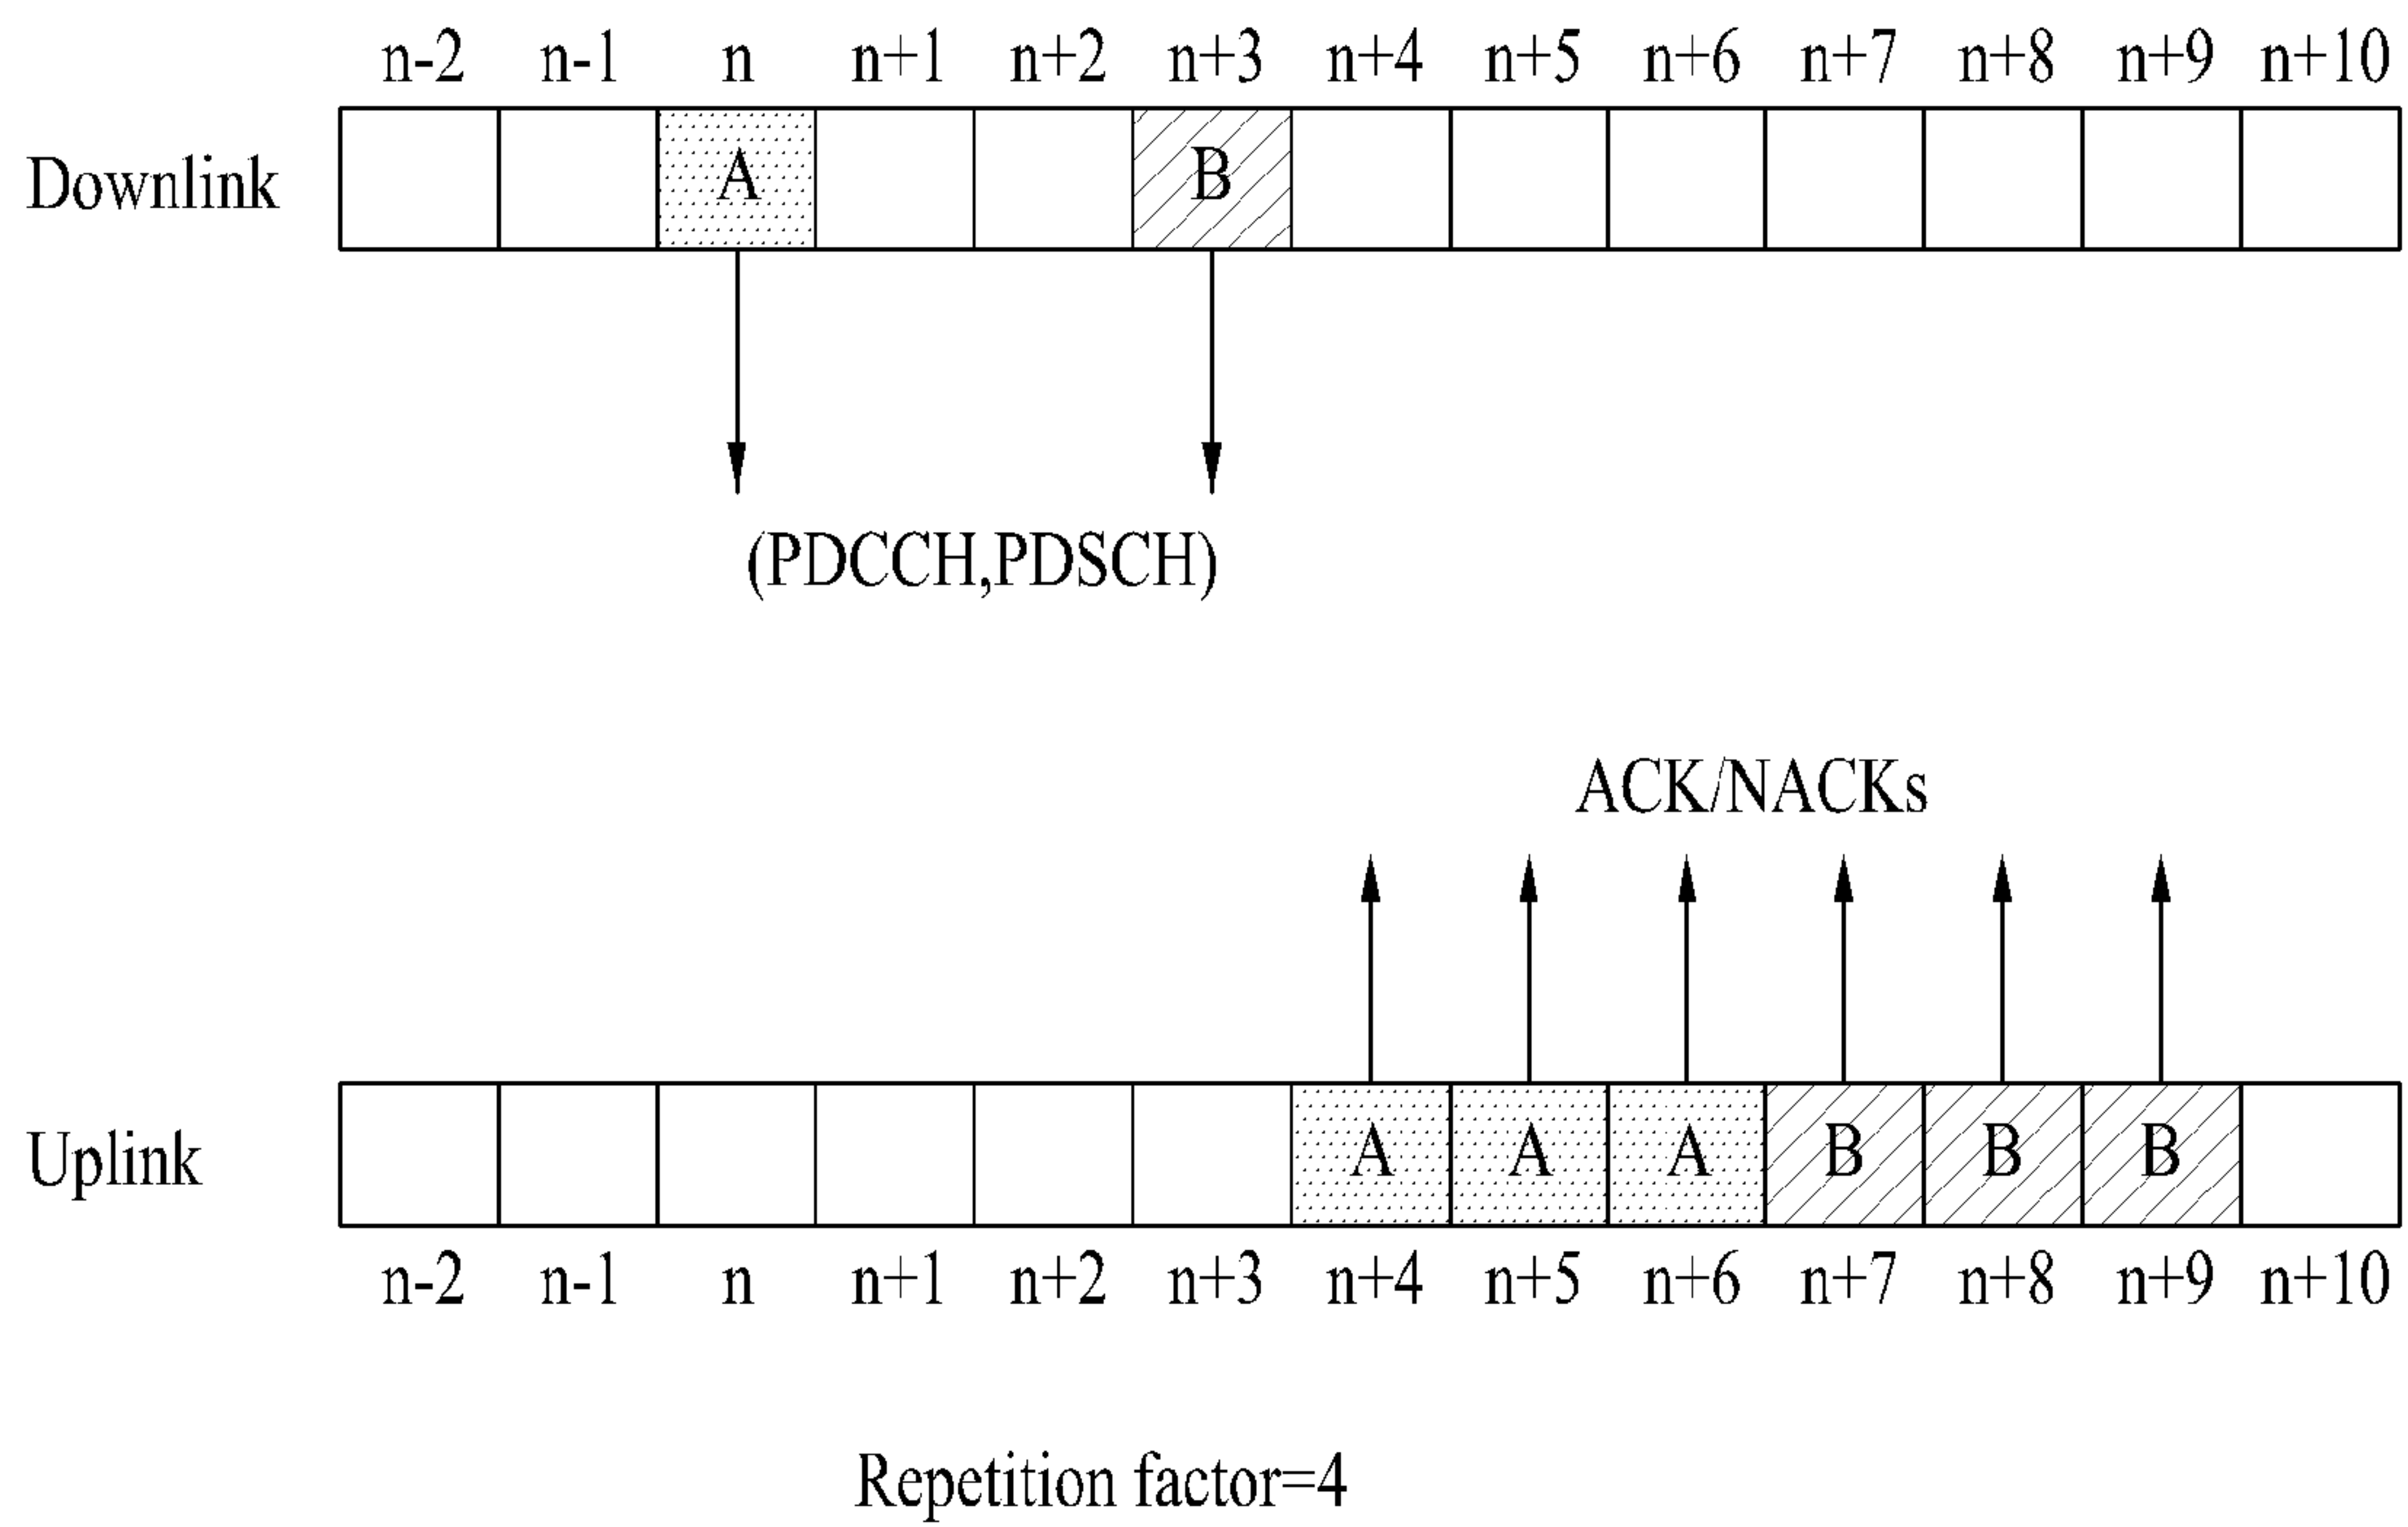 n-2 n-1 n n+1 n+2 n+3 n+4 n+5 n+6 n+7 n+8 n+9 n+10
Downlink A B
(PDCCH,PDSCH)
ACK/NACKs
Uplink A A A B B B
n-2 n-1 n n+1 n+2 n+3 n+4 n+5 n+6 n+7 n+8 n+9 n+10
Repetition factor=4